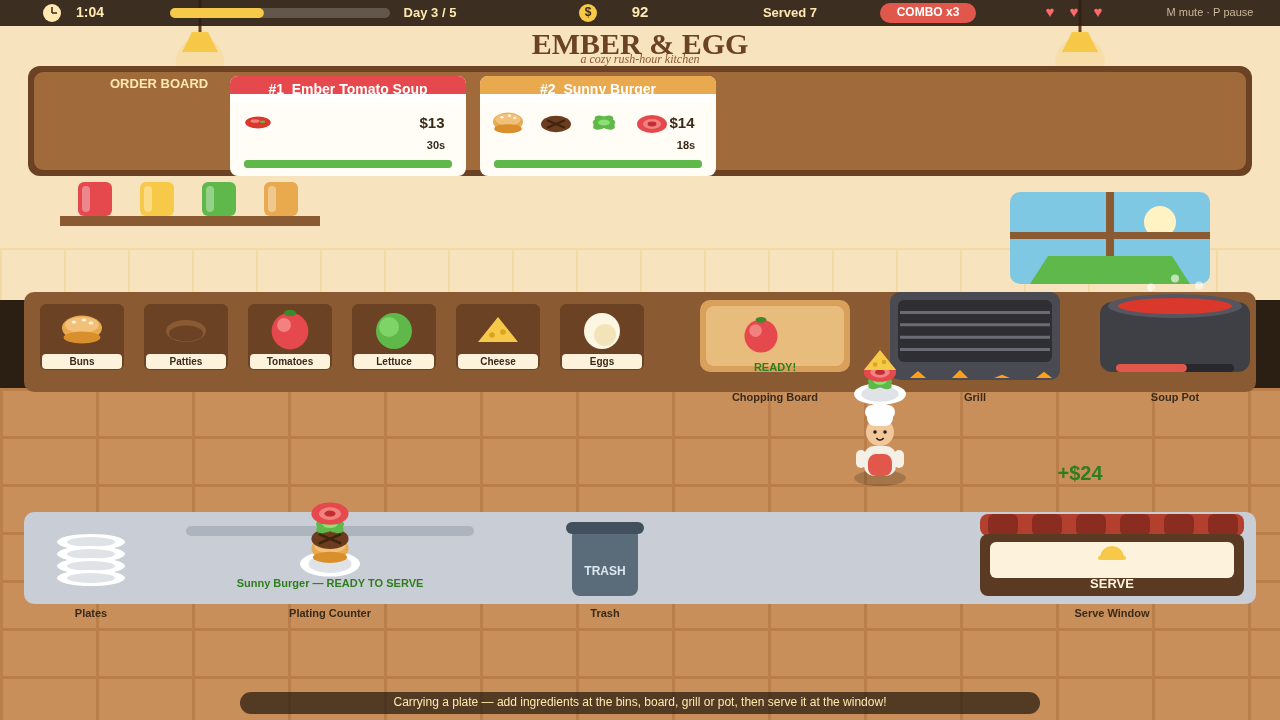 1:04
Day 3 / 5
$
92
Served 7
COMBO x3
M mute · P pause
EMBER & EGG
a cozy rush-hour kitchen
ORDER BOARD
#1 Ember Tomato Soup
$13
30s
#2 Sunny Burger
$14
18s
Buns
Patties
Tomatoes
Lettuce
Cheese
Eggs
READY!
Chopping Board
Grill
Soup Pot
+$24
Sunny Burger — READY TO SERVE
TRASH
SERVE
Plates
Plating Counter
Trash
Serve Window
Carrying a plate — add ingredients at the bins, board, grill or pot, then serve it at the window!